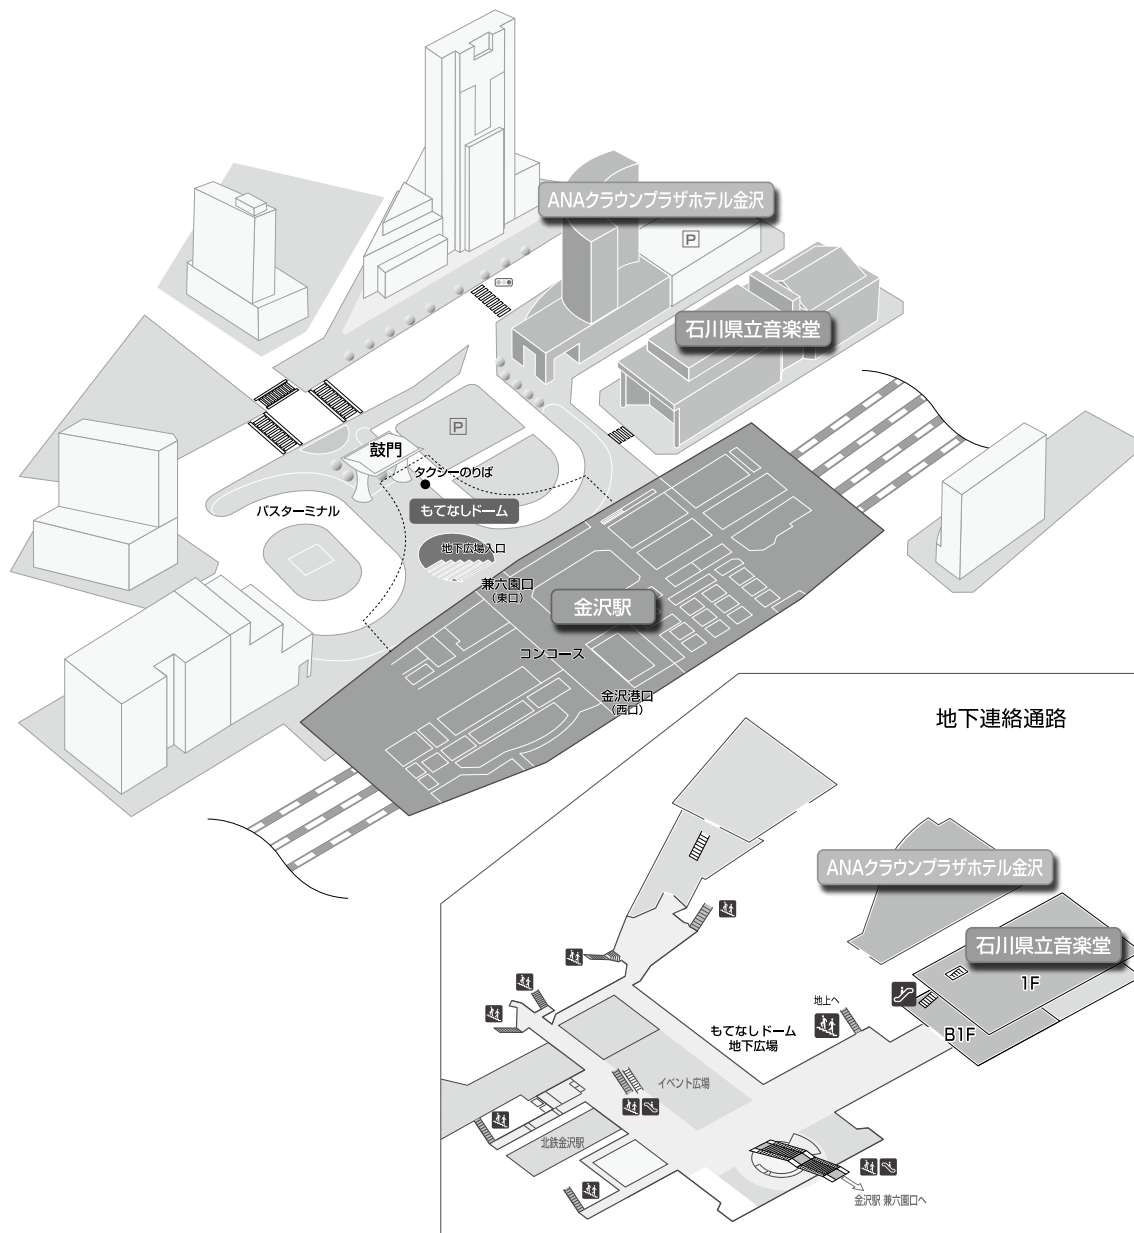 ANAクラウンプラザホテル金沢
P
石川県立音楽堂
P
鼓門
タクシーのりば
バスターミナル
もてなしドーム
地下広場入口
兼六園口
（東口）
金沢駅
コンコース
金沢港口
（西口）
地下連絡通路
ANAクラウンプラザホテル金沢
石川県立音楽堂
1F
地上へ
B1F
もてなしドーム
地下広場
イベント広場
北鉄金沢駅
金沢駅 兼六園口へ